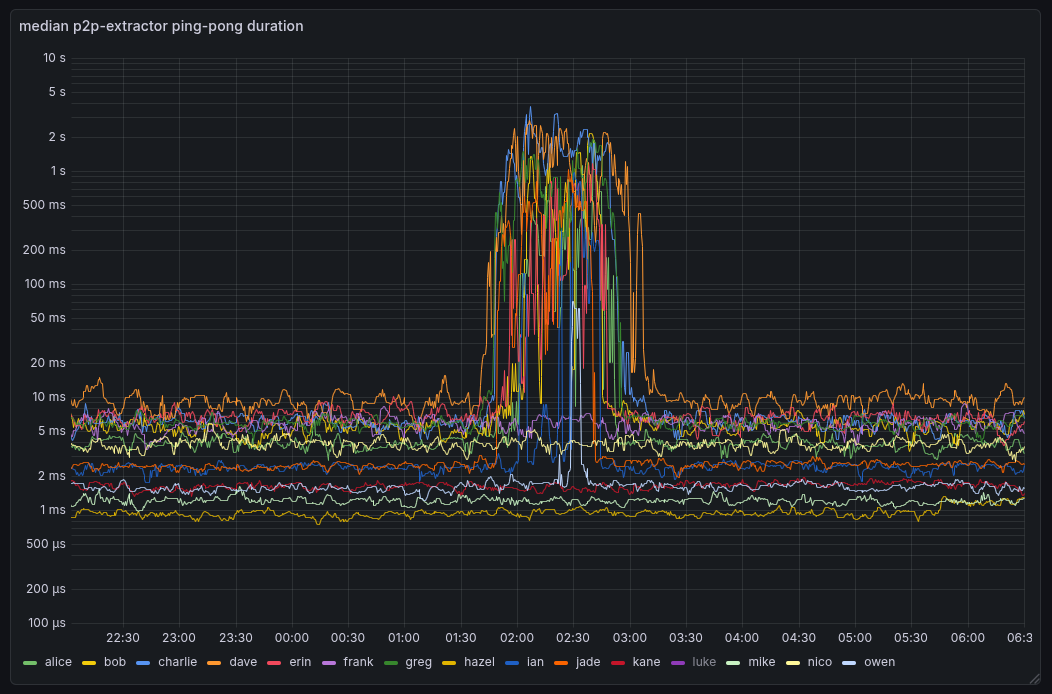 median p2p-extractor ping-pong duration
10 s
5 s
2 s
1 s
500 ms
200 ms
100 ms
50 ms
20 ms
10 ms
5 ms
2 ms
1 ms
500 µs
200 µs
100 µs
22:30 23:00 23:30 00:00 00:30 01:00 01:30 02:00 02:30 03:00 03:30 04:00 04:30 05:00 05:30 06:00 06:3
alice bob charlie dave erin frank greg hazel ian jade kane luke mike nico owen